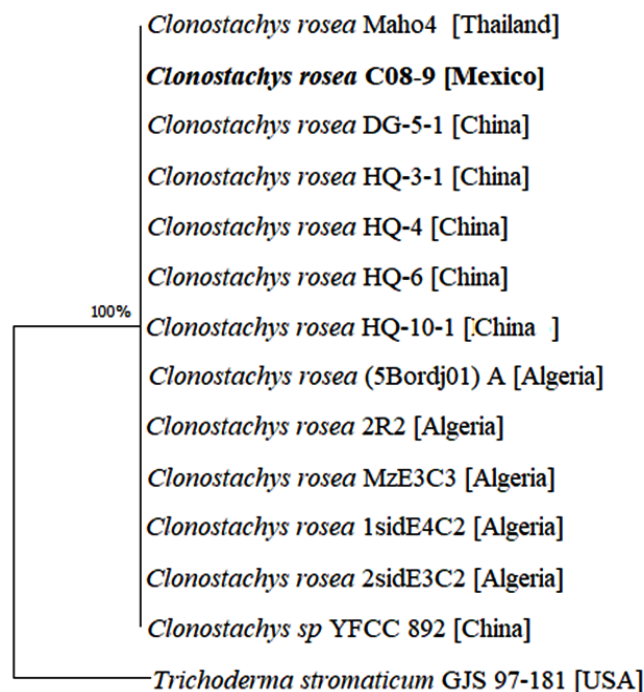 Clonostachys rosea Maho4 [Thailand]
Clonostachys rosea C08-9 [Mexico]
Clonostachys rosea DG-5-1 [China]
Clonostachys rosea HQ-3-1 [China]
Clonostachys rosea HQ-4 [China]
Clonostachys rosea HQ-6 [China]
100%
Clonostachys rosea HQ-10-1 [China ]
Clonostachys rosea (5Bordj01) A [Algeria]
Clonostachys rosea 2R2 [Algeria]
Clonostachys rosea MzE3C3 [Algeria]
Clonostachys rosea 1sidE4C2 [Algeria]
Clonostachys rosea 2sidE3C2 [Algeria]
Clonostachys sp YFCC 892 [China]
Trichoderma stromaticum GJS 97-181 [USA]